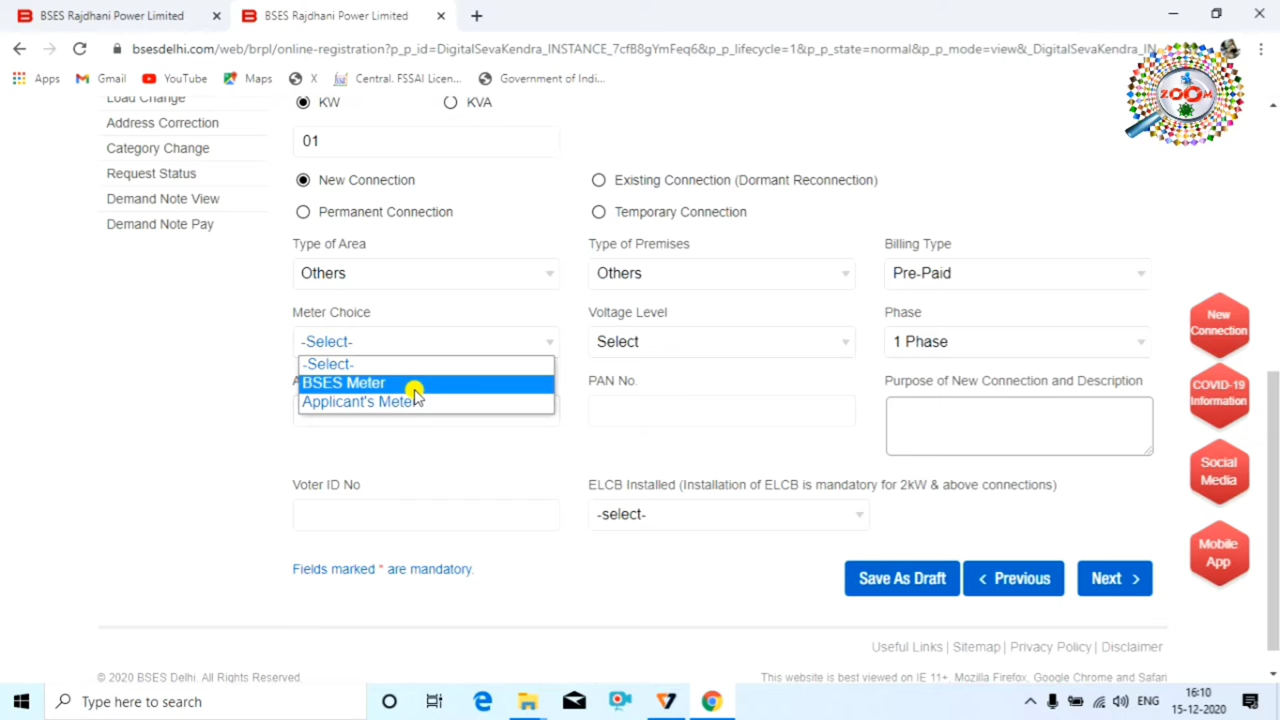 BSES Rajdhani Power Limited
BSES Rajdhani Power Limited
bsesdelhi.com/web/brpl/online-registration?p_p_id=DigitalSevaKendra_INSTANCE_7cfB8gYmFeq6&p_p_lifecycle=1&p_p_state=normal&p_p_mode=view&_DigitalSevaKendra_IN
Apps
Gmail
YouTube
Maps
X
Central. FSSAI Licen...
Government of Indi...
ZOOM
Load Change
Address Correction
Category Change
Request Status
Demand Note View
Demand Note Pay
KW
KVA
01
New Connection
Existing Connection (Dormant Reconnection)
Permanent Connection
Temporary Connection
Type of Area
Type of Premises
Billing Type
Others
Others
Pre-Paid
Meter Choice
Voltage Level
Phase
-Select-
Select
1 Phase
-Select-
BSES Meter
Applicant's Meter
PAN No.
Purpose of New Connection and Description
Voter ID No
ELCB Installed (Installation of ELCB is mandatory for 2kW & above connections)
-select-
Fields marked * are mandatory.
Save As Draft
< Previous
Next >
New
Connection
COVID-19
Information
Social
Media
Mobile
App
Useful Links | Sitemap | Privacy Policy | Disclaimer
© 2020 BSES Delhi. All Rights Reserved.
This website is best viewed on IE 11+, Mozilla Firefox, Google Chrome and Safari
Type here to search
ENG
16:10
15-12-2020